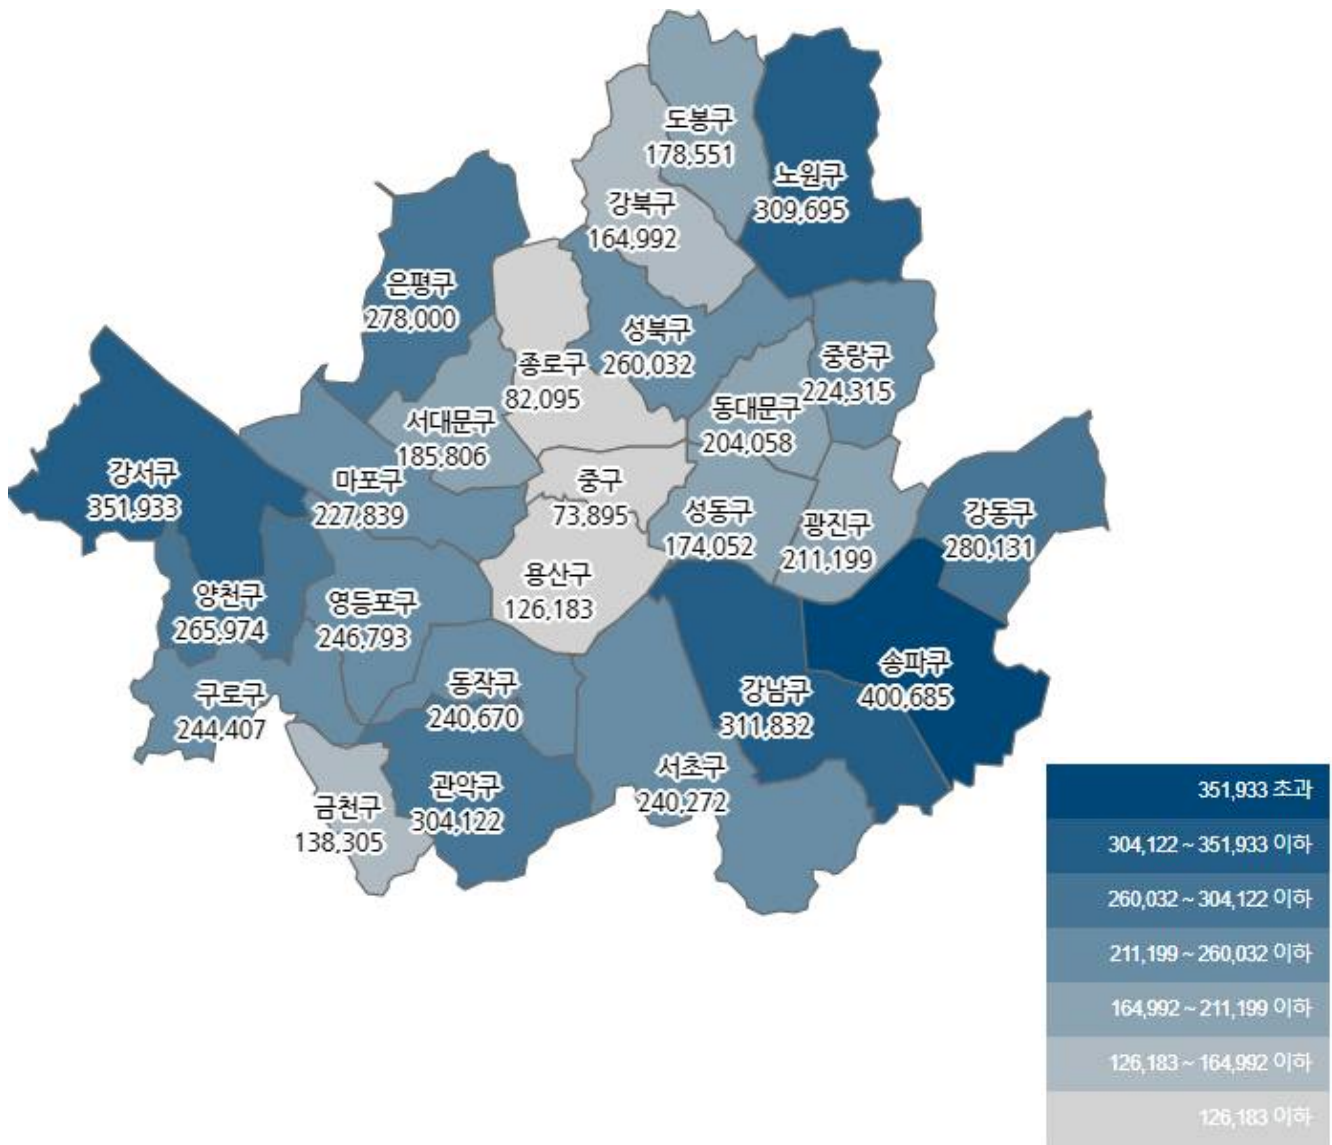 도봉구
178,551
노원구
309,695
강북구
164,992
은평구
278,000
성북구
260,032
종로구
82,095
중랑구
224,315
동대문구
204,058
서대문구
185,806
강서구
351,933
마포구
227,839
중구
73,895
성동구
174,052
광진구
211,199
강동구
280,131
용산구
126,183
양천구
265,974
영등포구
246,793
구로구
244,407
동작구
240,670
강남구
311,832
송파구
400,685
서초구
240,272
관악구
304,122
금천구
138,305
351,933 초과
304,122 ~ 351,933 이하
260,032 ~ 304,122 이하
211,199 ~ 260,032 이하
164,992 ~ 211,199 이하
126,183 ~ 164,992 이하
126,183 이하